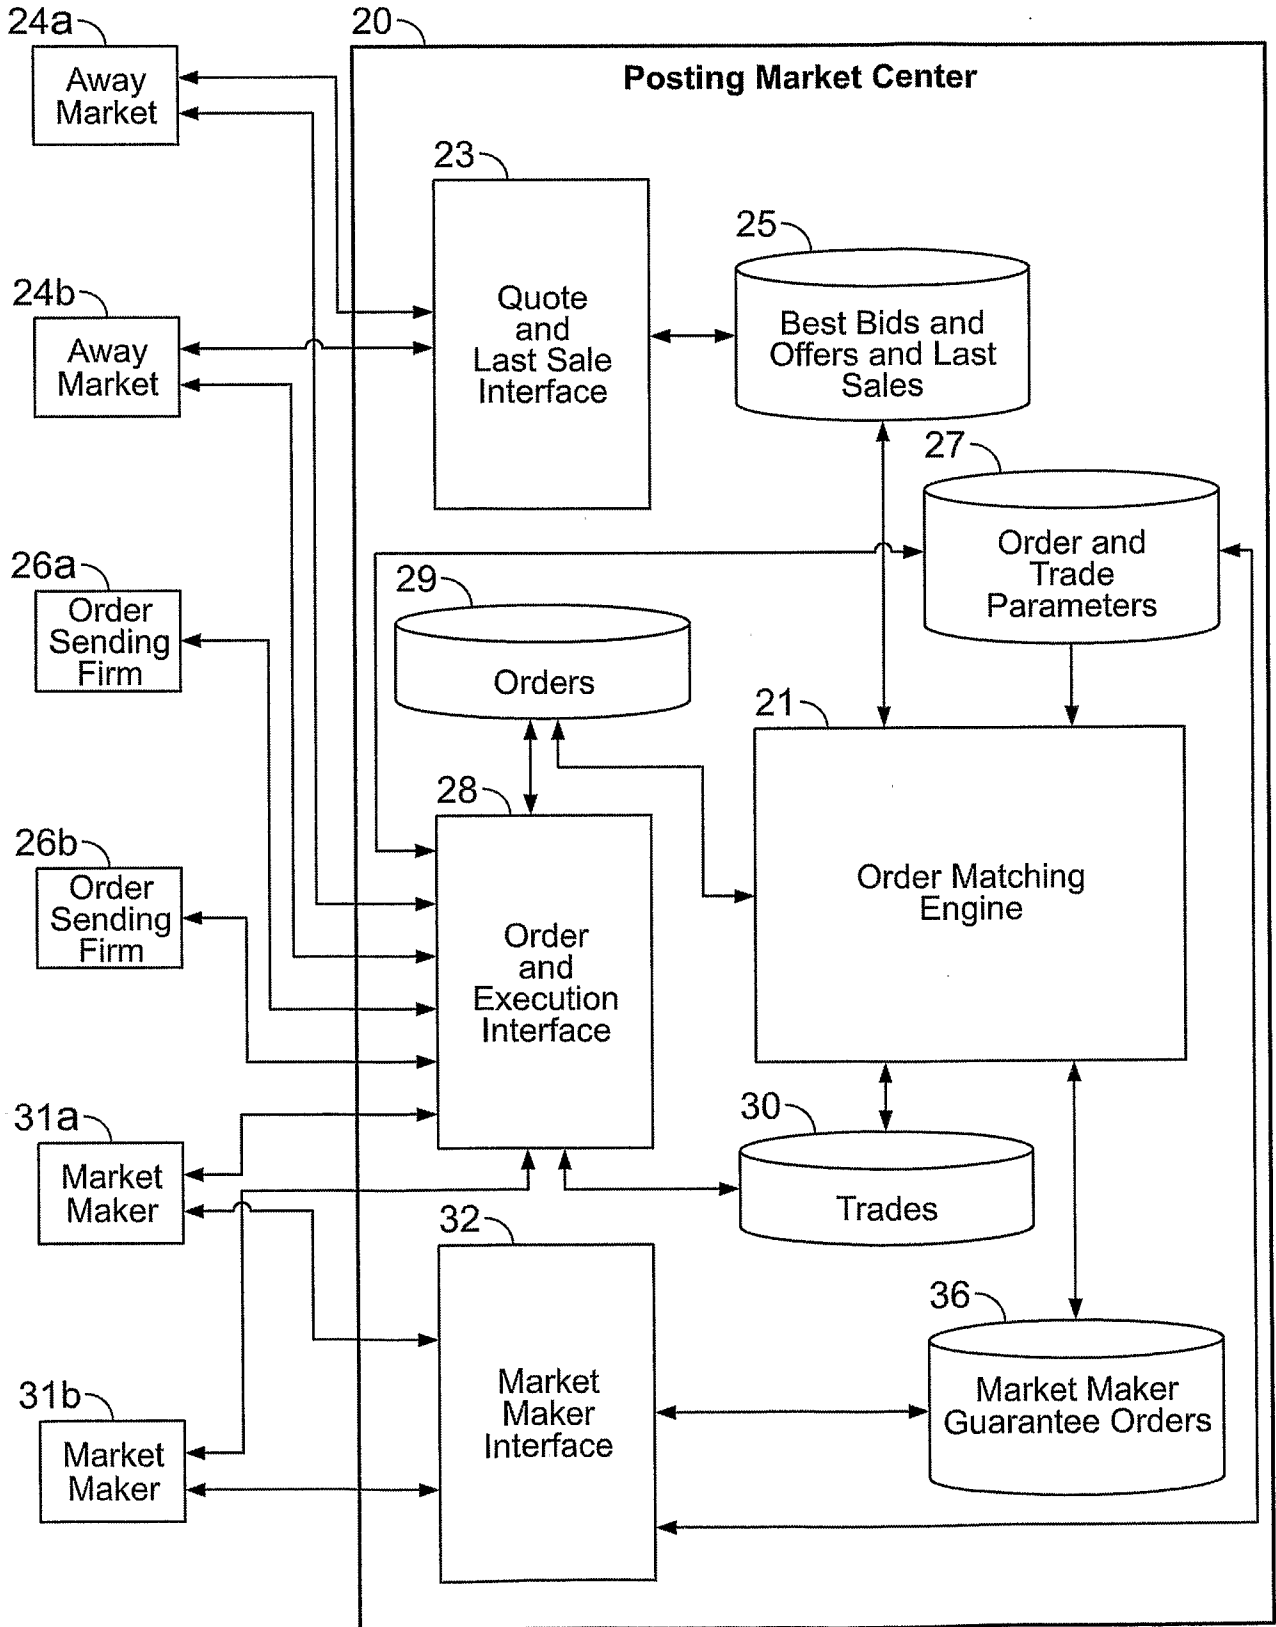 24a
20
Away
Market
Posting Market Center
23
25
24b
Quote
and
Last Sale
Interface
Best Bids and
Offers and Last
Sales
Away
Market
27
26a
29
Order and
Trade
Parameters
Order
Sending
Firm
Orders
21
28
26b
Order Matching
Engine
Order
Sending
Firm
Order
and
Execution
Interface
31a
30
Market
Maker
Trades
32
36
31b
Market
Maker
Interface
Market Maker
Guarantee Orders
Market
Maker